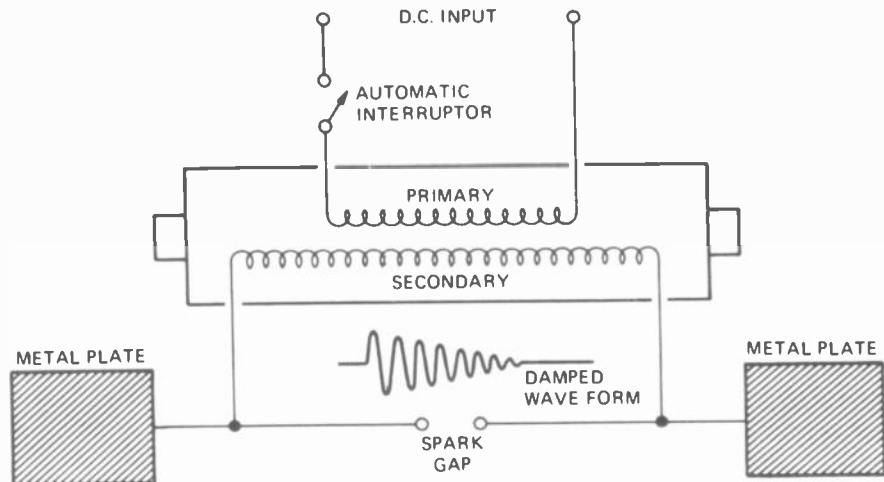 D.C. INPUT
AUTOMATIC
INTERRUPTOR
PRIMARY
SECONDARY
METAL PLATE
METAL PLATE
DAMPED
WAVE FORM
SPARK
GAP